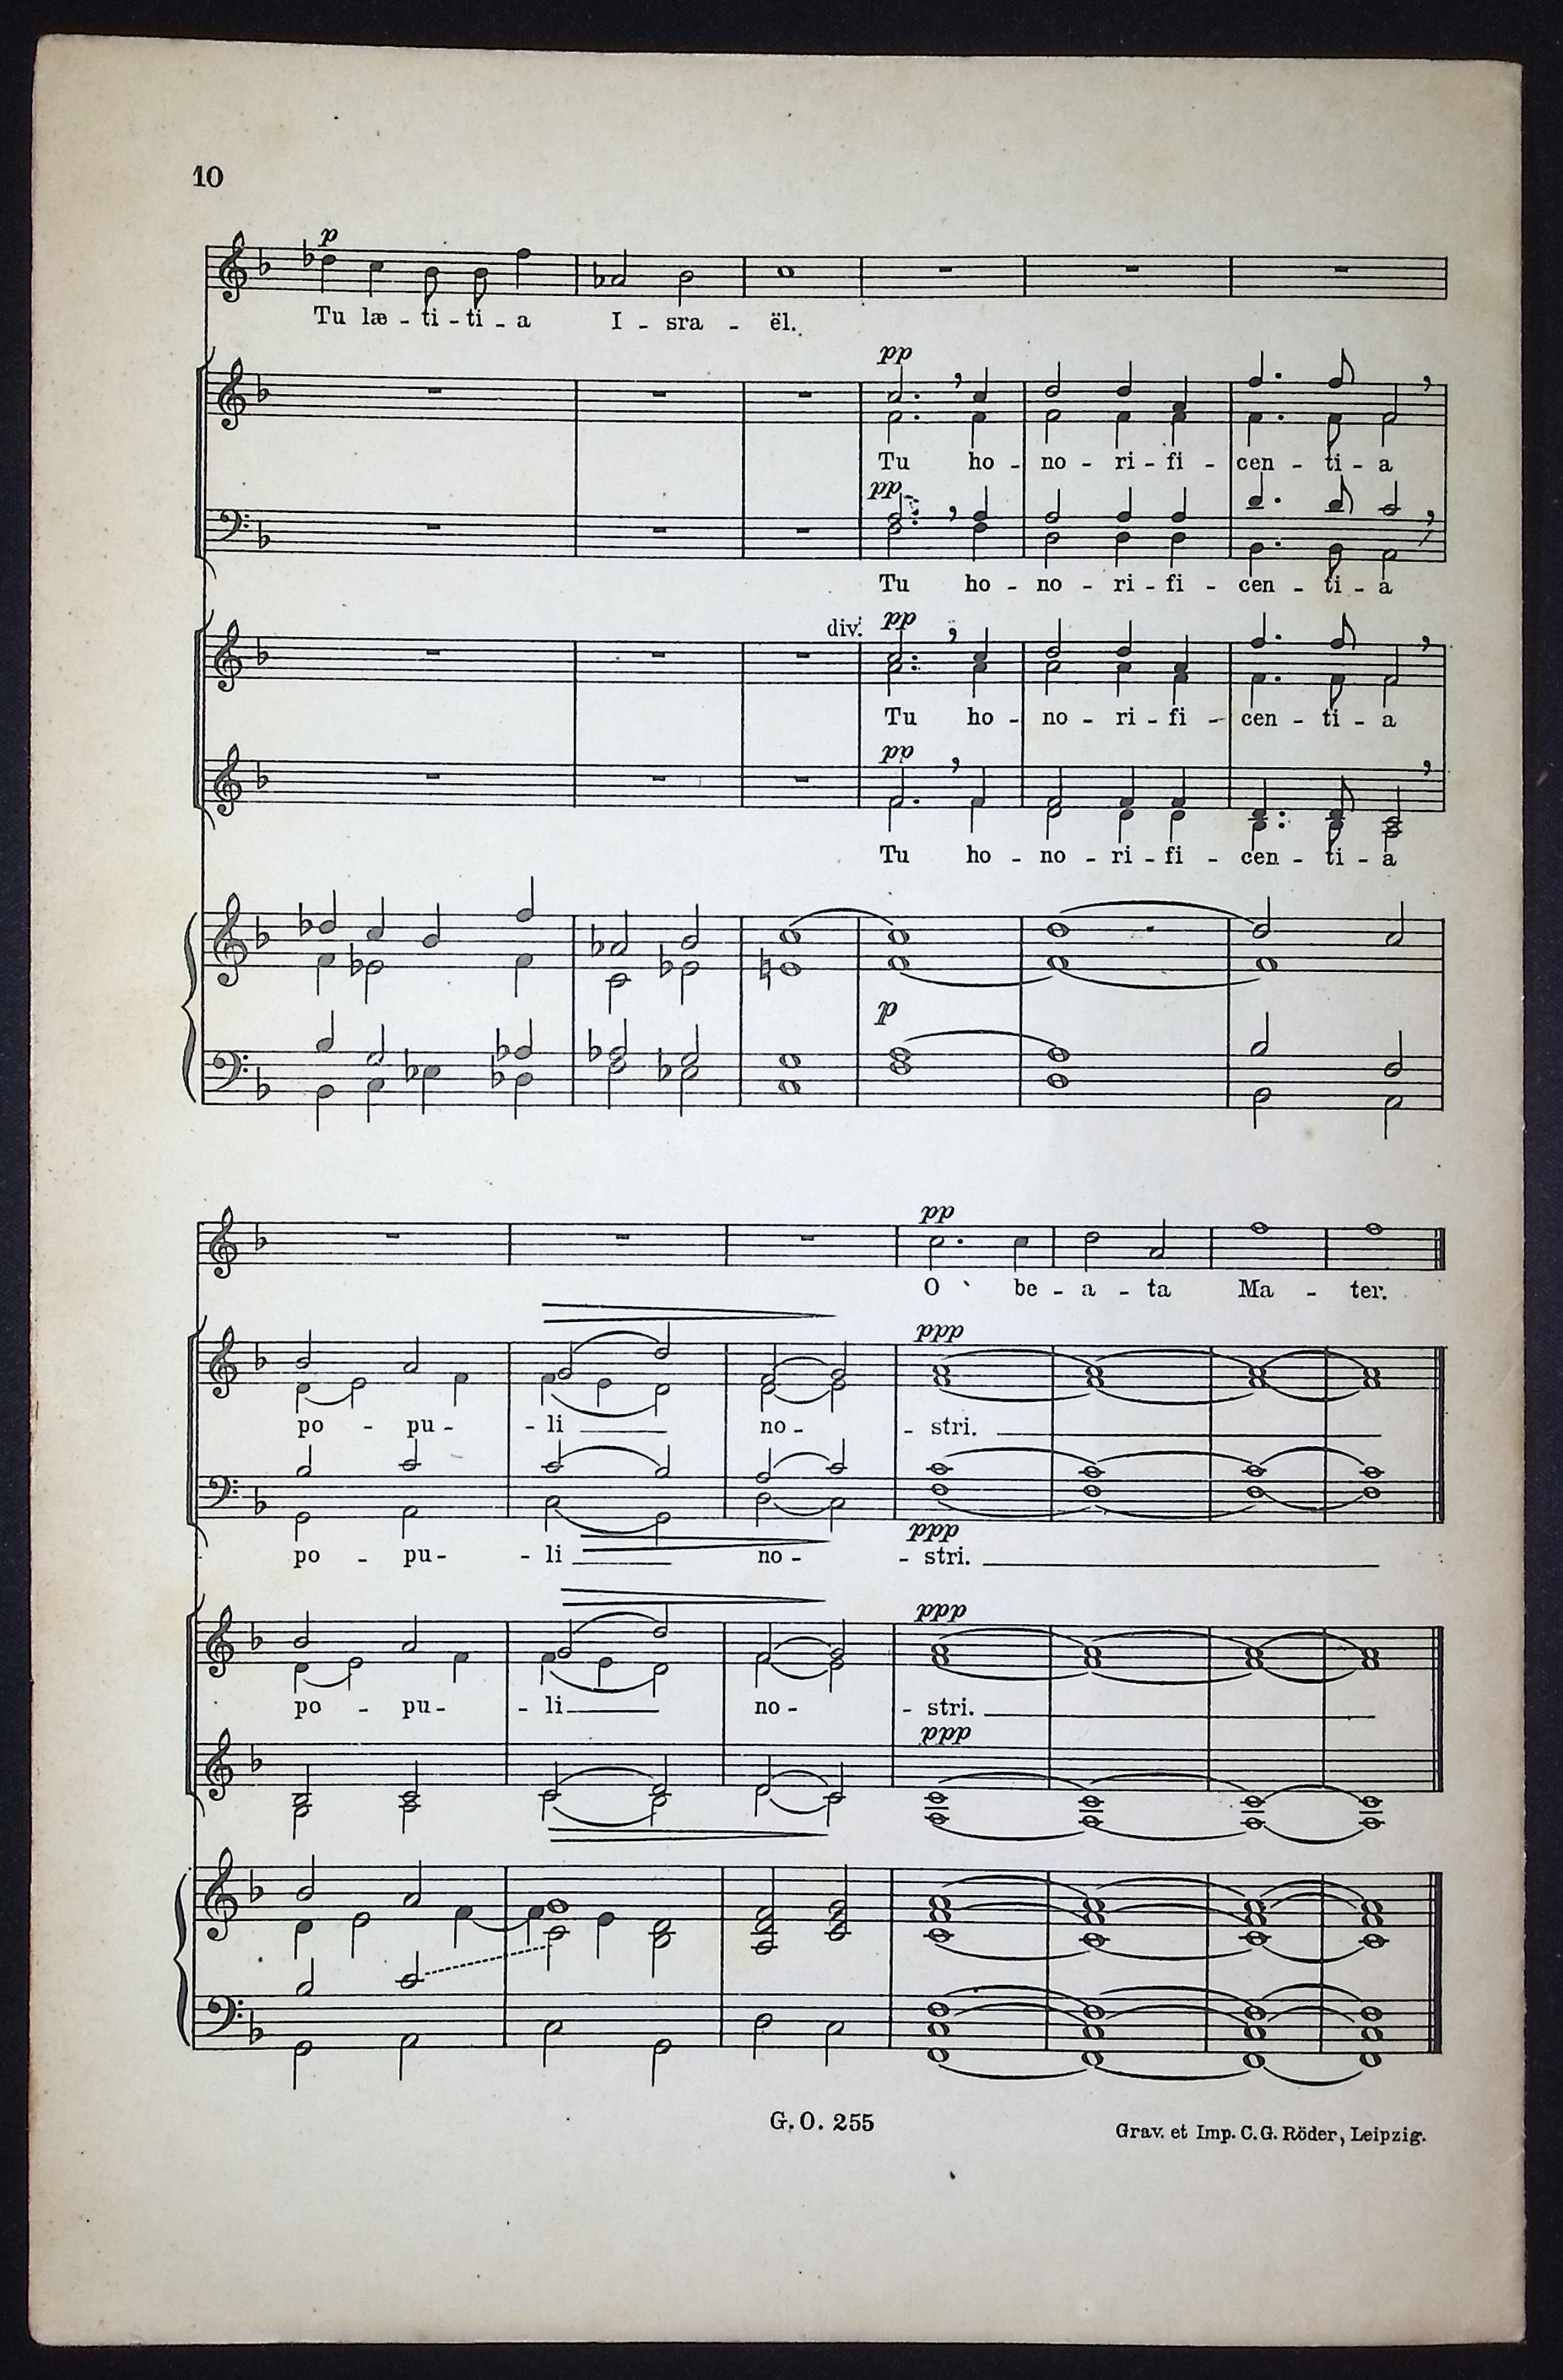 10
p
Tu læ - ti - ti - a I - sra - ël.
pp
Tu ho - no - ri - fi - cen - ti - a
pp
Tu ho - no - ri - fi - cen - ti - a
div. pp
Tu ho - no - ri - fi - cen - ti - a
pp
Tu ho - no - ri - fi - cen - ti - a
p
pp
O be - a - ta Ma - ter.
ppp
po - pu - - li no - - stri.
ppp
po - pu - - li no - - stri.
ppp
po - pu - - li no - - stri.
ppp
G. O. 255
Grav. et Imp. C. G. Röder, Leipzig.